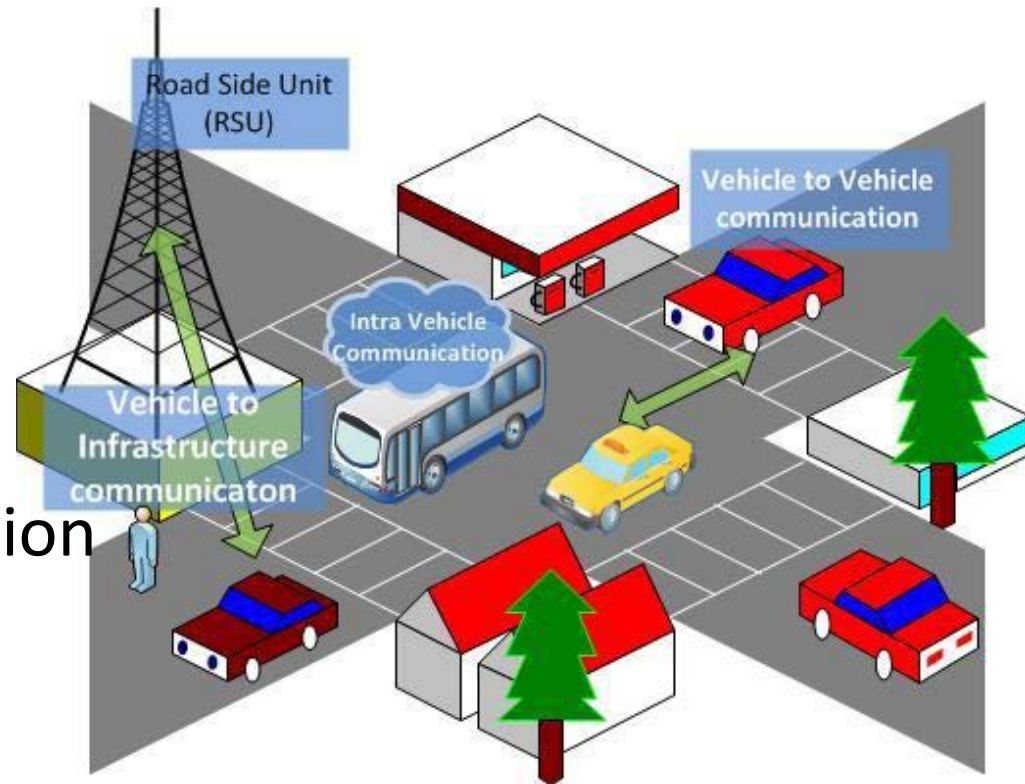 Road Side Unit
(RSU)
Vehicle to Vehicle
communication
Intra Vehicle
Communication
Vehicle to
Infrastructure
communicaton
ion